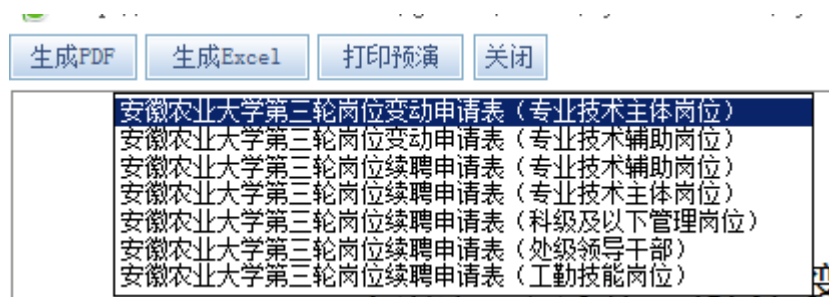 生成PDF 生成Excel 打印预演 关闭
安徽农业大学第三轮岗位变动申请表（专业技术主体岗位）
安徽农业大学第三轮岗位变动申请表（专业技术辅助岗位）
安徽农业大学第三轮岗位续聘申请表（专业技术辅助岗位）
安徽农业大学第三轮岗位续聘申请表（专业技术主体岗位）
安徽农业大学第三轮岗位续聘申请表（科级及以下管理岗位）
安徽农业大学第三轮岗位续聘申请表（处级领导干部）
安徽农业大学第三轮岗位续聘申请表（工勤技能岗位）